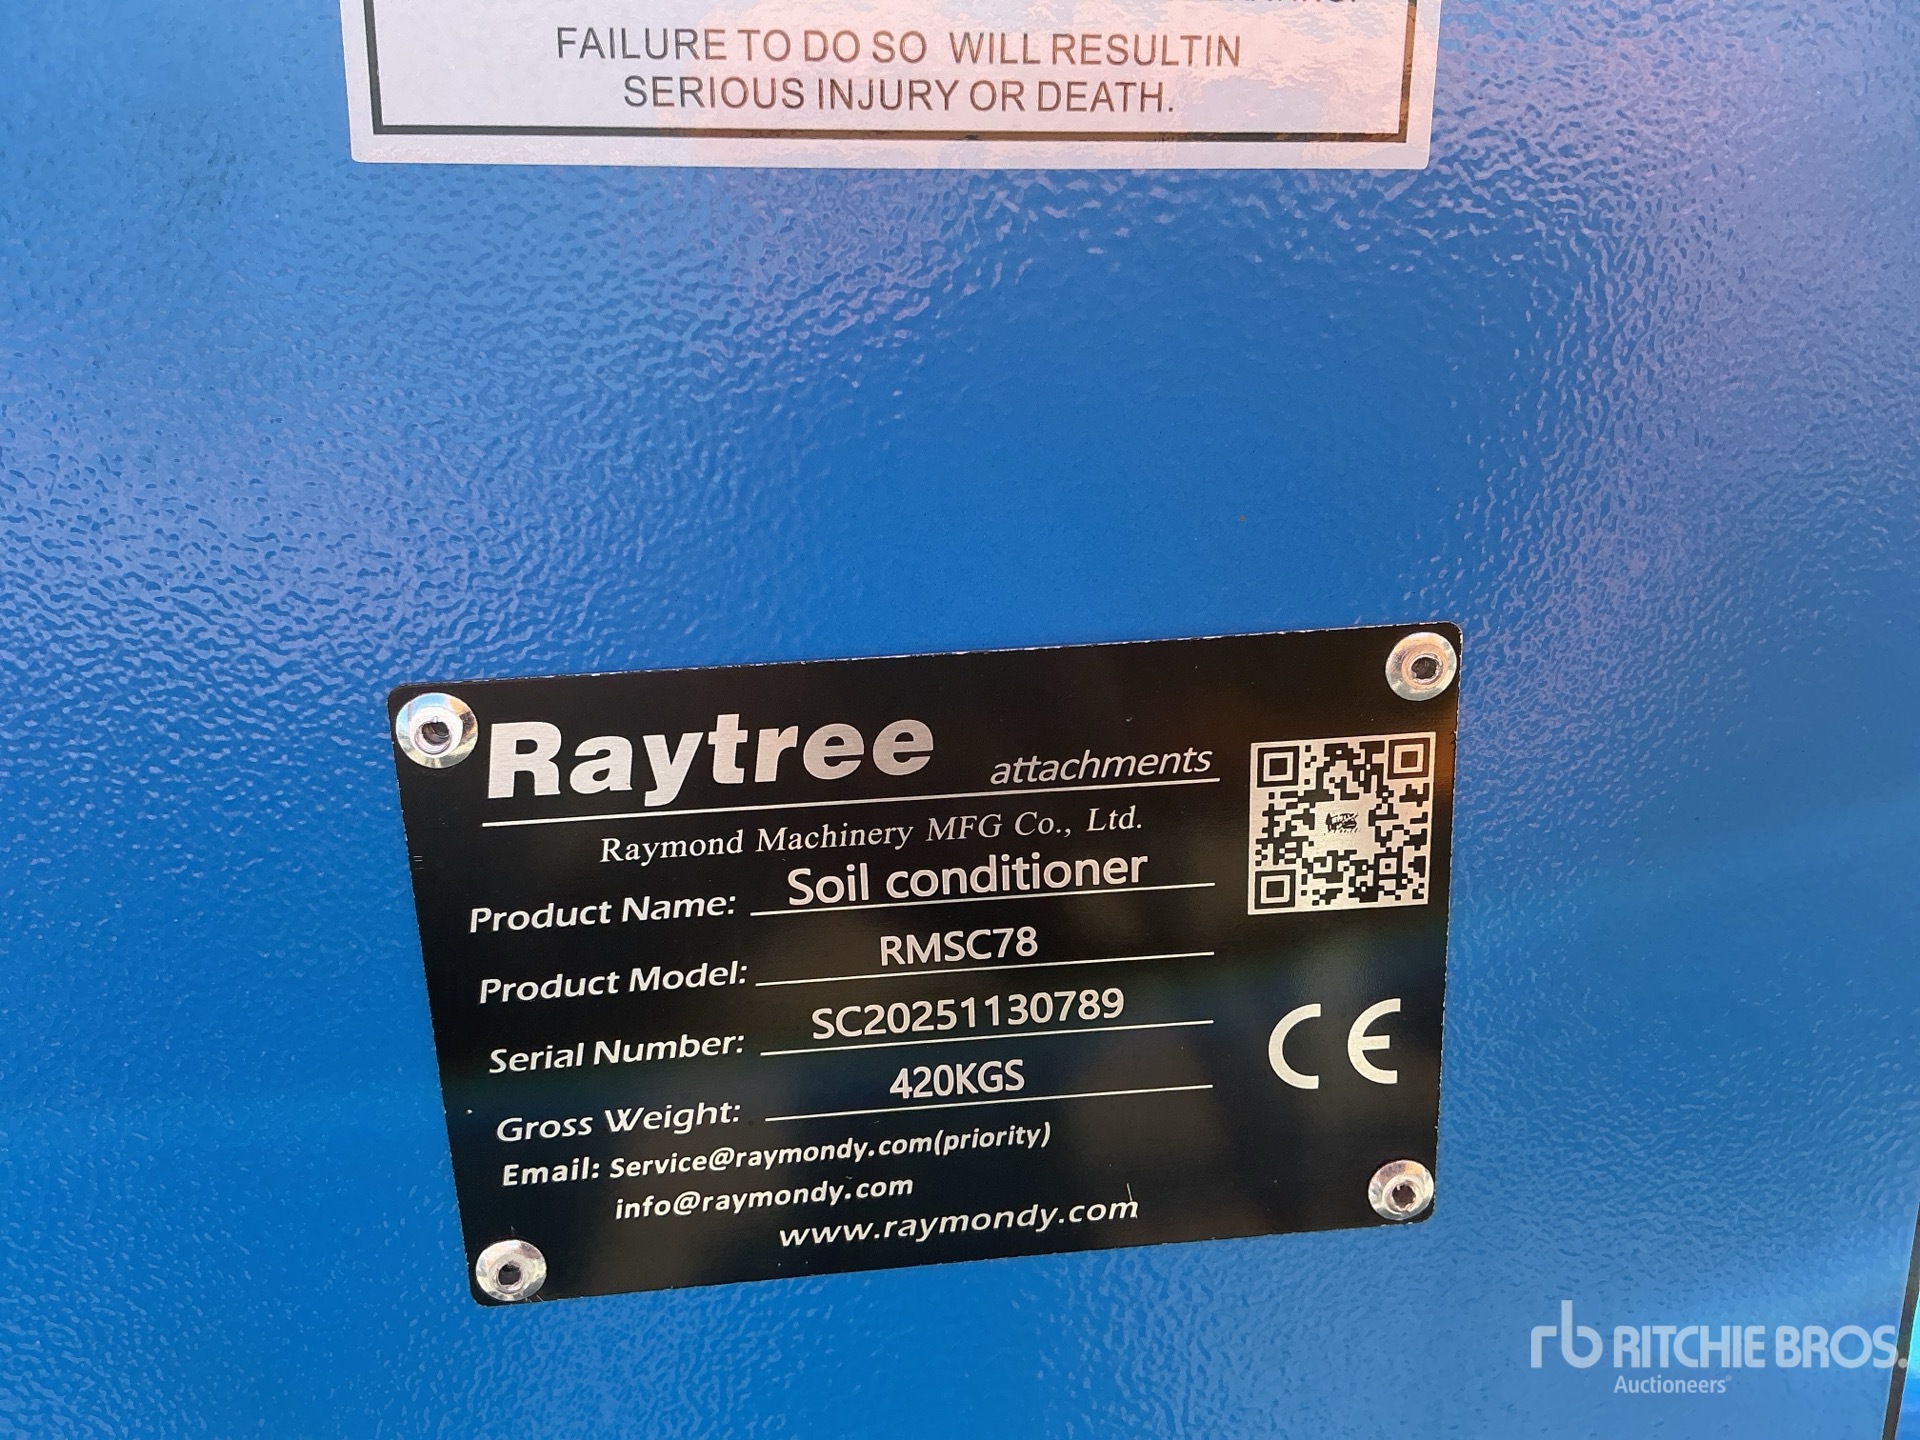 FAILURE TO DO SO WILL RESULTIN
SERIOUS INJURY OR DEATH.
Raytree attachments
Raymond Machinery MFG Co., Ltd.
Product Name: Soil conditioner
Product Model: RMSC78
Serial Number: SC20251130789
Gross Weight: 420KGS
CE
Email: Service@raymondy.com(priority)
info@raymondy.com
www.raymondy.com
rb RITCHIE BROS.
Auctioneers